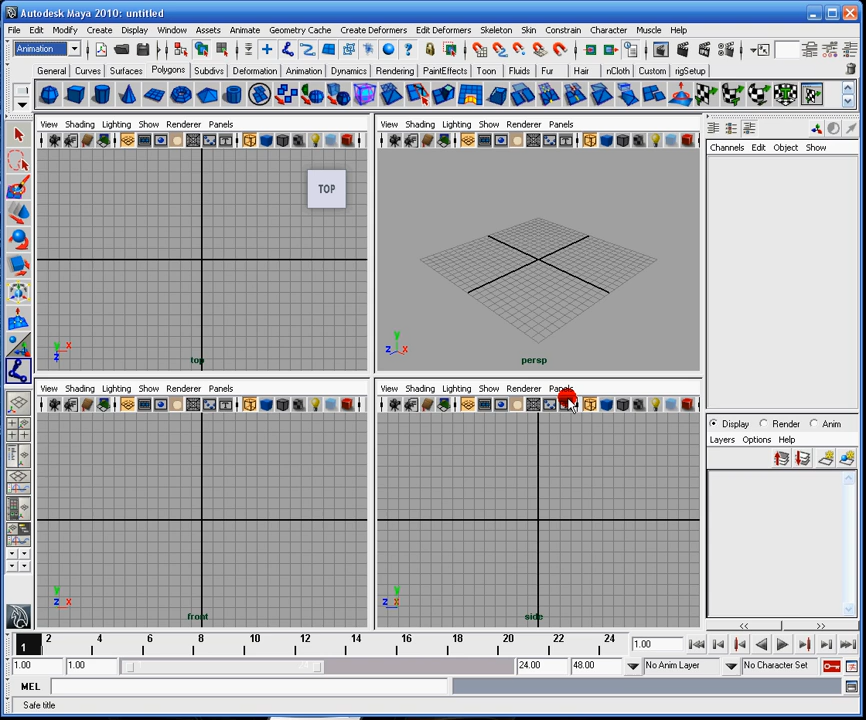 Autodesk Maya 2010: untitled
File Edit Modify Create Display Window Assets Animate Geometry Cache Create Deformers Edit Deformers Skeleton Skin Constrain Character Muscle Help
Animation
General Curves Surfaces Polygons Subdivs Deformation Animation Dynamics Rendering PaintEffects Toon Fluids Fur Hair nCloth Custom rigSetup
View Shading Lighting Show Renderer Panels
View Shading Lighting Show Renderer Panels
Channels Edit Object Show
TOP
y x z
top
y z x
persp
View Shading Lighting Show Renderer Panels
View Shading Lighting Show Renderer Panels
Display Render Anim
Layers Options Help
y z x
front
y z x
side
<< >>
1 2 4 6 8 10 12 14 16 18 20 22 24 1.00
1.00 1.00 24.00 48.00 No Anim Layer No Character Set
MEL
Safe title